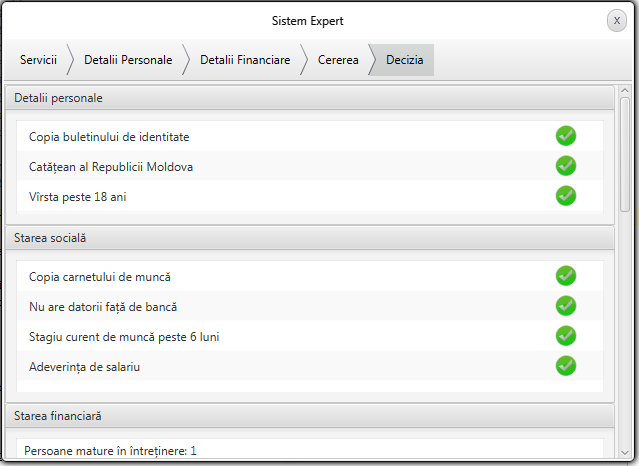 Sistem Expert
x
Servicii Detalii Personale Detalii Financiare Cererea Decizia
Detalii personale
Copia buletinului de identitate
Catățean al Republicii Moldova
Vîrsta peste 18 ani
Starea socială
Copia carnetului de muncă
Nu are datorii față de bancă
Stagiu curent de muncă peste 6 luni
Adeverința de salariu
Starea financiară
Persoane mature în întreținere: 1